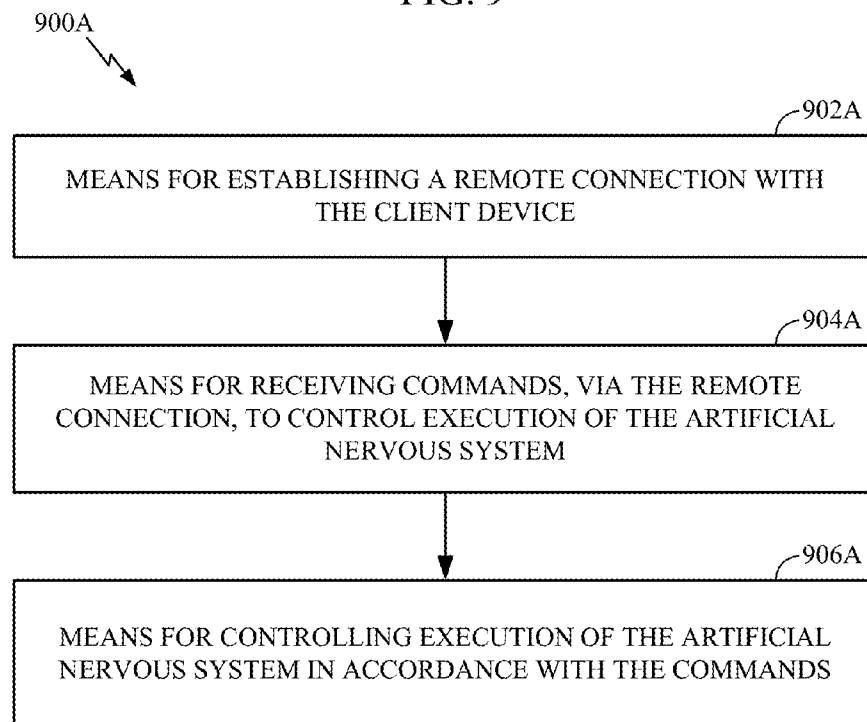 FIG. 9
900A
902A
MEANS FOR ESTABLISHING A REMOTE CONNECTION WITH
THE CLIENT DEVICE
904A
MEANS FOR RECEIVING COMMANDS, VIA THE REMOTE
CONNECTION, TO CONTROL EXECUTION OF THE ARTIFICIAL
NERVOUS SYSTEM
906A
MEANS FOR CONTROLLING EXECUTION OF THE ARTIFICIAL
NERVOUS SYSTEM IN ACCORDANCE WITH THE COMMANDS